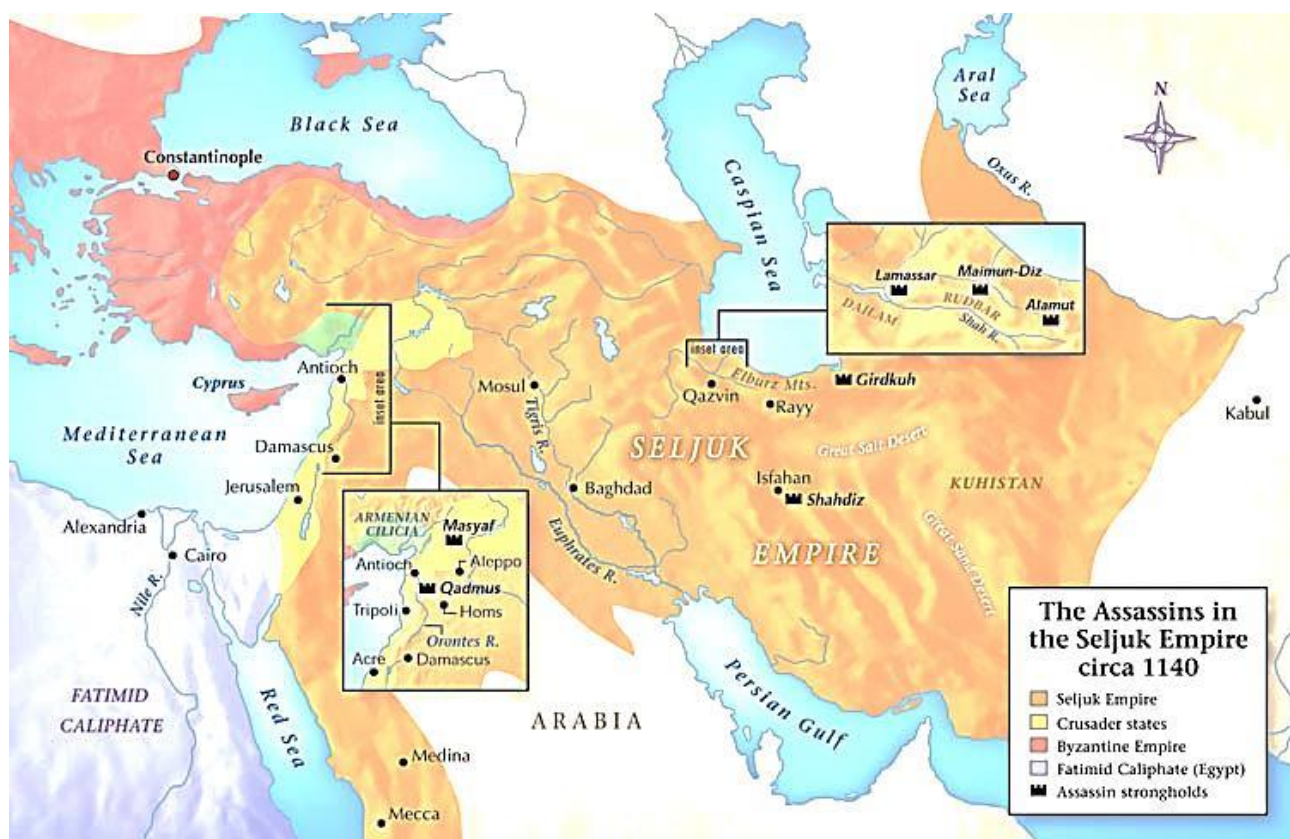 Black Sea
Constantinople
Aral
Sea
N
Oxus R.
Caspian Sea
Lamassar
Maimun-Diz
Alamut
DAILAM
RUDBAR
Shah R.
inset area
Antioch
Cyprus
inset area
Mosul
Tigris R.
Qazvin
Elburz Mts.
Rayy
Girdkuh
Kabul
Mediterranean
Sea
Damascus
Jerusalem
SELJUK
Great Salt Desert
Isfahan
Shahdiz
KUHISTAN
Baghdad
Alexandria
Cairo
Nile R.
Euphrates R.
EMPIRE
Great Sand Desert
ARMENIAN
CILICIA
Masyaf
Antioch
Aleppo
Qadmus
Tripoli
Homs
Orontes R.
Acre
Damascus
FATIMID
CALIPHATE
Red Sea
ARABIA
Persian Gulf
Medina
Mecca
The Assassins in
the Seljuk Empire
circa 1140
Seljuk Empire
Crusader states
Byzantine Empire
Fatimid Caliphate (Egypt)
Assassin strongholds